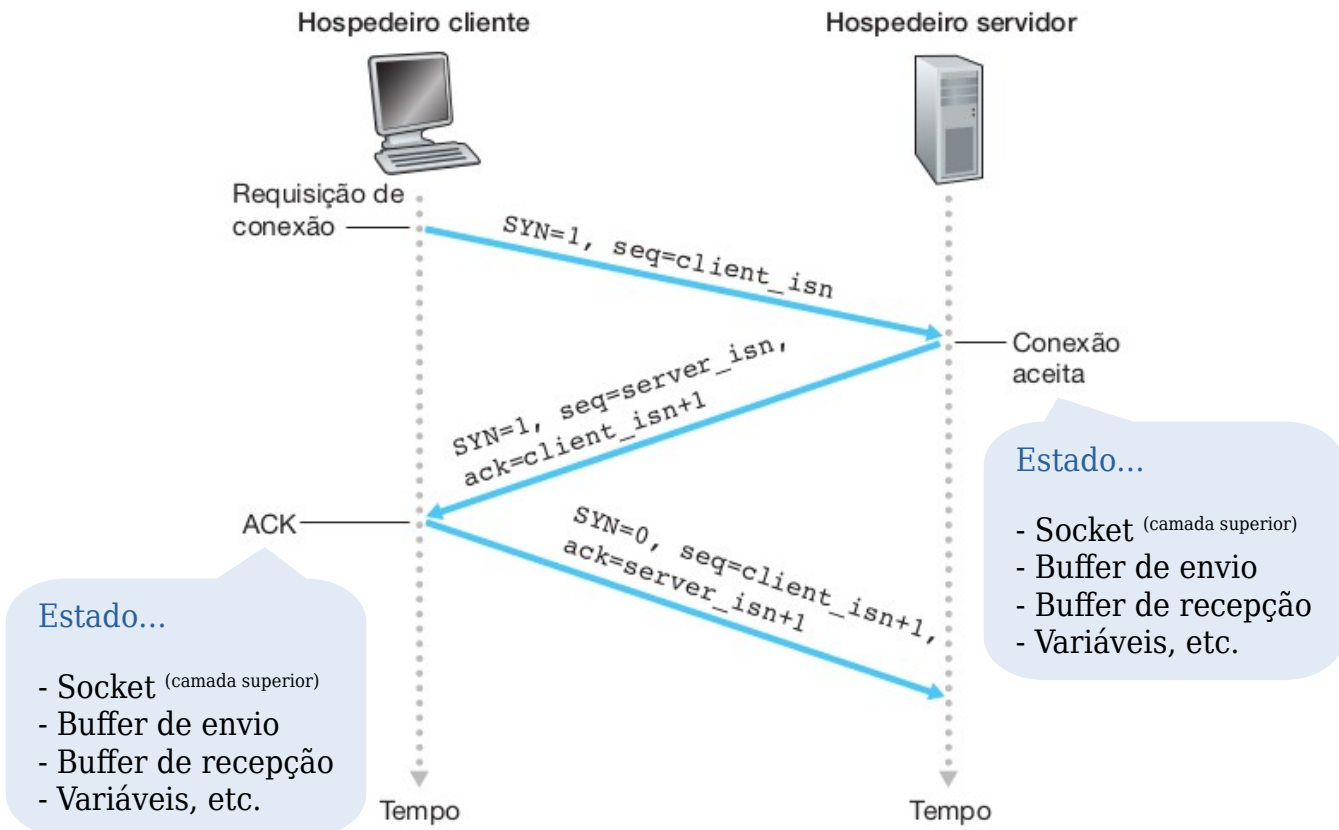 Hospedeiro cliente
Hospedeiro servidor
Requisição de
conexão
SYN=1, seq=client_isn
Conexão
aceita
SYN=1, seq=server_isn,
ack=client_isn+1
ACK
SYN=0, seq=client_isn+1,
ack=server_isn+1
Estado...
- Socket (camada superior)
- Buffer de envio
- Buffer de recepção
- Variáveis, etc.
Estado...
- Socket (camada superior)
- Buffer de envio
- Buffer de recepção
- Variáveis, etc.
Tempo
Tempo